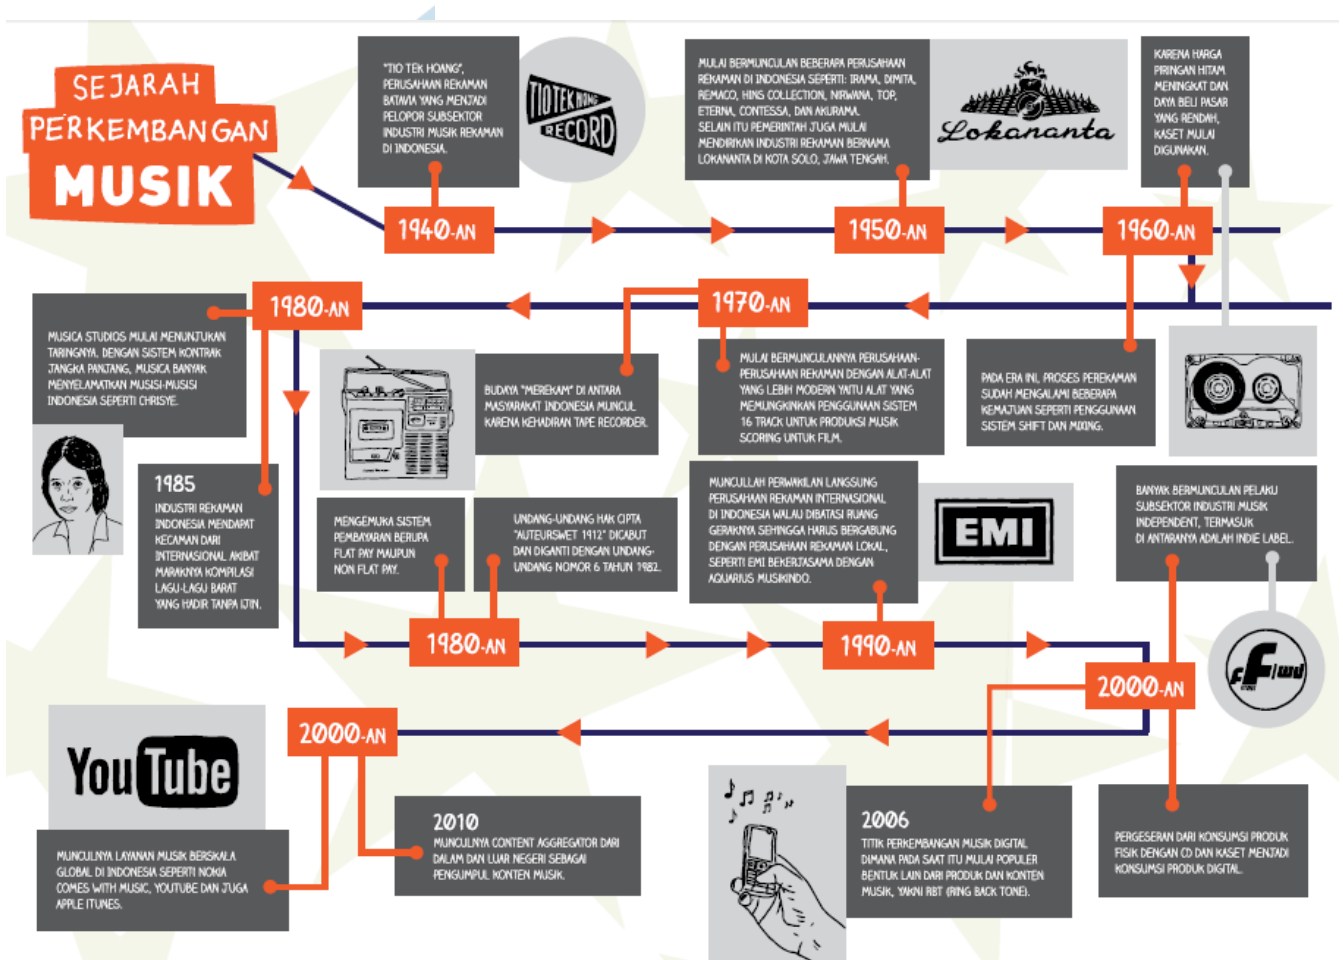 SEJARAH
PERKEMBANGAN
MUSIK
"TIO TEK HOANG",
PERUSAHAAN REKAMAN
BATAVIA YANG MENJADI
PELOPOR SUBSEKTOR
INDUSTRI MUSIK REKAMAN
DI INDONESIA.
TIO TEK HONG
RECORD
1940-AN
MULAI BERMUNCULAN BEBERAPA PERUSAHAAN
REKAMAN DI INDONESIA SEPERTI: IRAMA, DIMITA,
REMACO, HINS COLLECTION, NIRWANA, TOP,
ETERNA, CONTESSA, DAN AKURAMA.
SELAIN ITU PEMERINTAH JUGA MULAI
MENDIRIKAN INDUSTRI REKAMAN BERNAMA
LOKANANTA DI KOTA SOLO, JAWA TENGAH.
Lokananta
1950-AN
KARENA HARGA
PIRINGAN HITAM
MENINGKAT DAN
DAYA BELI PASAR
YANG RENDAH,
KASET MULAI
DIGUNAKAN.
1960-AN
PADA ERA INI, PROSES PEREKAMAN
SUDAH MENGALAMI BEBERAPA
KEMAJUAN SEPERTI PENGGUNAAN
SISTEM SHIFT DAN MIXING.
1970-AN
MULAI BERMUNCULANNYA PERUSAHAAN-
PERUSAHAAN REKAMAN DENGAN ALAT-ALAT
YANG LEBIH MODERN YAITU ALAT YANG
MEMUNGKINKAN PENGGUNAAN SISTEM
16 TRACK UNTUK PRODUKSI MUSIK
SCORING UNTUK FILM.
BUDAYA "MEREKAM" DI ANTARA
MASYARAKAT INDONESIA MUNCUL
KARENA KEHADIRAN TAPE RECORDER.
1980-AN
MUSICA STUDIOS MULAI MENUNJUKAN
TARINGNYA. DENGAN SISTEM KONTRAK
JANGKA PANJANG, MUSICA BANYAK
MENYELAMATKAN MUSISI-MUSISI
INDONESIA SEPERTI CHRISYE.
1985
INDUSTRI REKAMAN
INDONESIA MENDAPAT
KECAMAN DARI
INTERNASIONAL AKIBAT
MARAKNYA KOMPILASI
LAGU-LAGU BARAT
YANG HADIR TANPA IJIN.
MENGEMUKA SISTEM
PEMBAYARAN BERUPA
FLAT PAY MAUPUN
NON FLAT PAY.
UNDANG-UNDANG HAK CIPTA
"AUTEURSWET 1912" DICABUT
DAN DIGANTI DENGAN UNDANG-
UNDANG NOMOR 6 TAHUN 1982.
1980-AN
MUNCULLAH PERWAKILAN LANGSUNG
PERUSAHAAN REKAMAN INTERNASIONAL
DI INDONESIA WALAU DIBATASI RUANG
GERAKNYA SEHINGGA HARUS BERGABUNG
DENGAN PERUSAHAAN REKAMAN LOKAL,
SEPERTI EMI BEKERJASAMA DENGAN
AQUARIUS MUSIKINDO.
EMI
1990-AN
BANYAK BERMUNCULAN PELAKU
SUBSEKTOR INDUSTRI MUSIK
INDEPENDENT, TERMASUK
DI ANTARANYA ADALAH INDIE LABEL.
2000-AN
PERGESERAN DARI KONSUMSI PRODUK
FISIK DENGAN CD DAN KASET MENJADI
KONSUMSI PRODUK DIGITAL.
2006
TITIK PERKEMBANGAN MUSIK DIGITAL
DIMANA PADA SAAT ITU MULAI POPULER
BENTUK LAIN DARI PRODUK DAN KONTEN
MUSIK, YAKNI RBT (RING BACK TONE).
2000-AN
2010
MUNCULNYA CONTENT AGGREGATOR DARI
DALAM DAN LUAR NEGERI SEBAGAI
PENGUMPUL KONTEN MUSIK.
YouTube
MUNCULNYA LAYANAN MUSIK BERSKALA
GLOBAL DI INDONESIA SEPERTI NOKIA
COMES WITH MUSIC, YOUTUBE DAN JUGA
APPLE ITUNES.